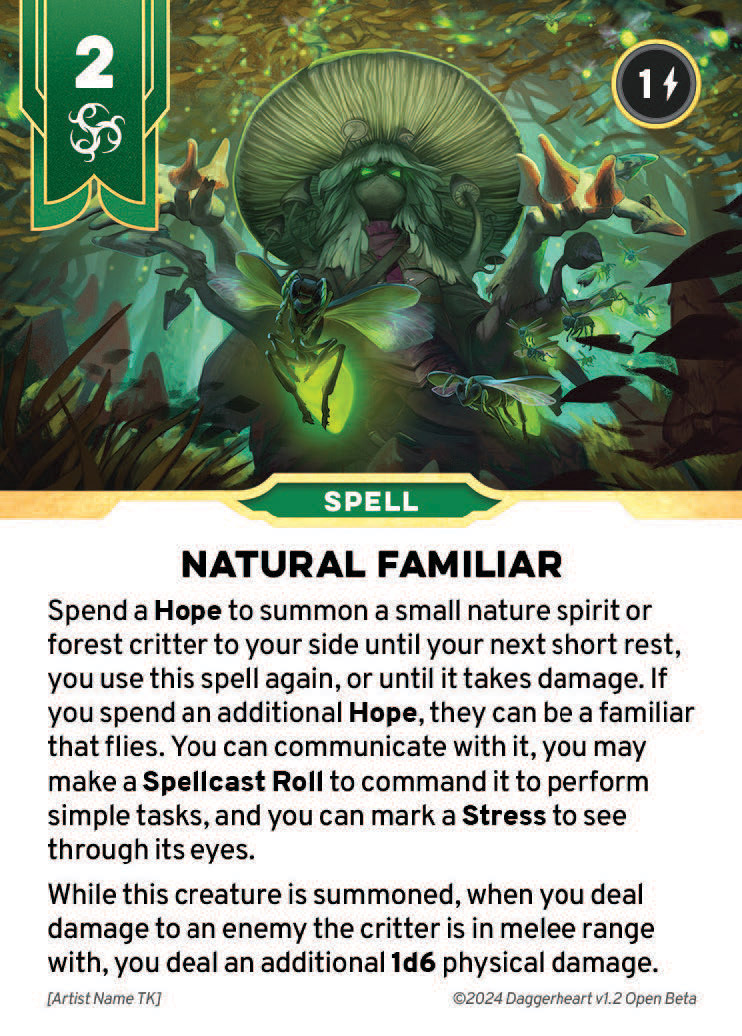 2
1
SPELL
NATURAL FAMILIAR
Spend a Hope to summon a small nature spirit or
forest critter to your side until your next short rest,
you use this spell again, or until it takes damage. If
you spend an additional Hope, they can be a familiar
that flies. You can communicate with it, you may
make a Spellcast Roll to command it to perform
simple tasks, and you can mark a Stress to see
through its eyes.
While this creature is summoned, when you deal
damage to an enemy the critter is in melee range
with, you deal an additional 1d6 physical damage.
[Artist Name TK]
©2024 Daggerheart v1.2 Open Beta